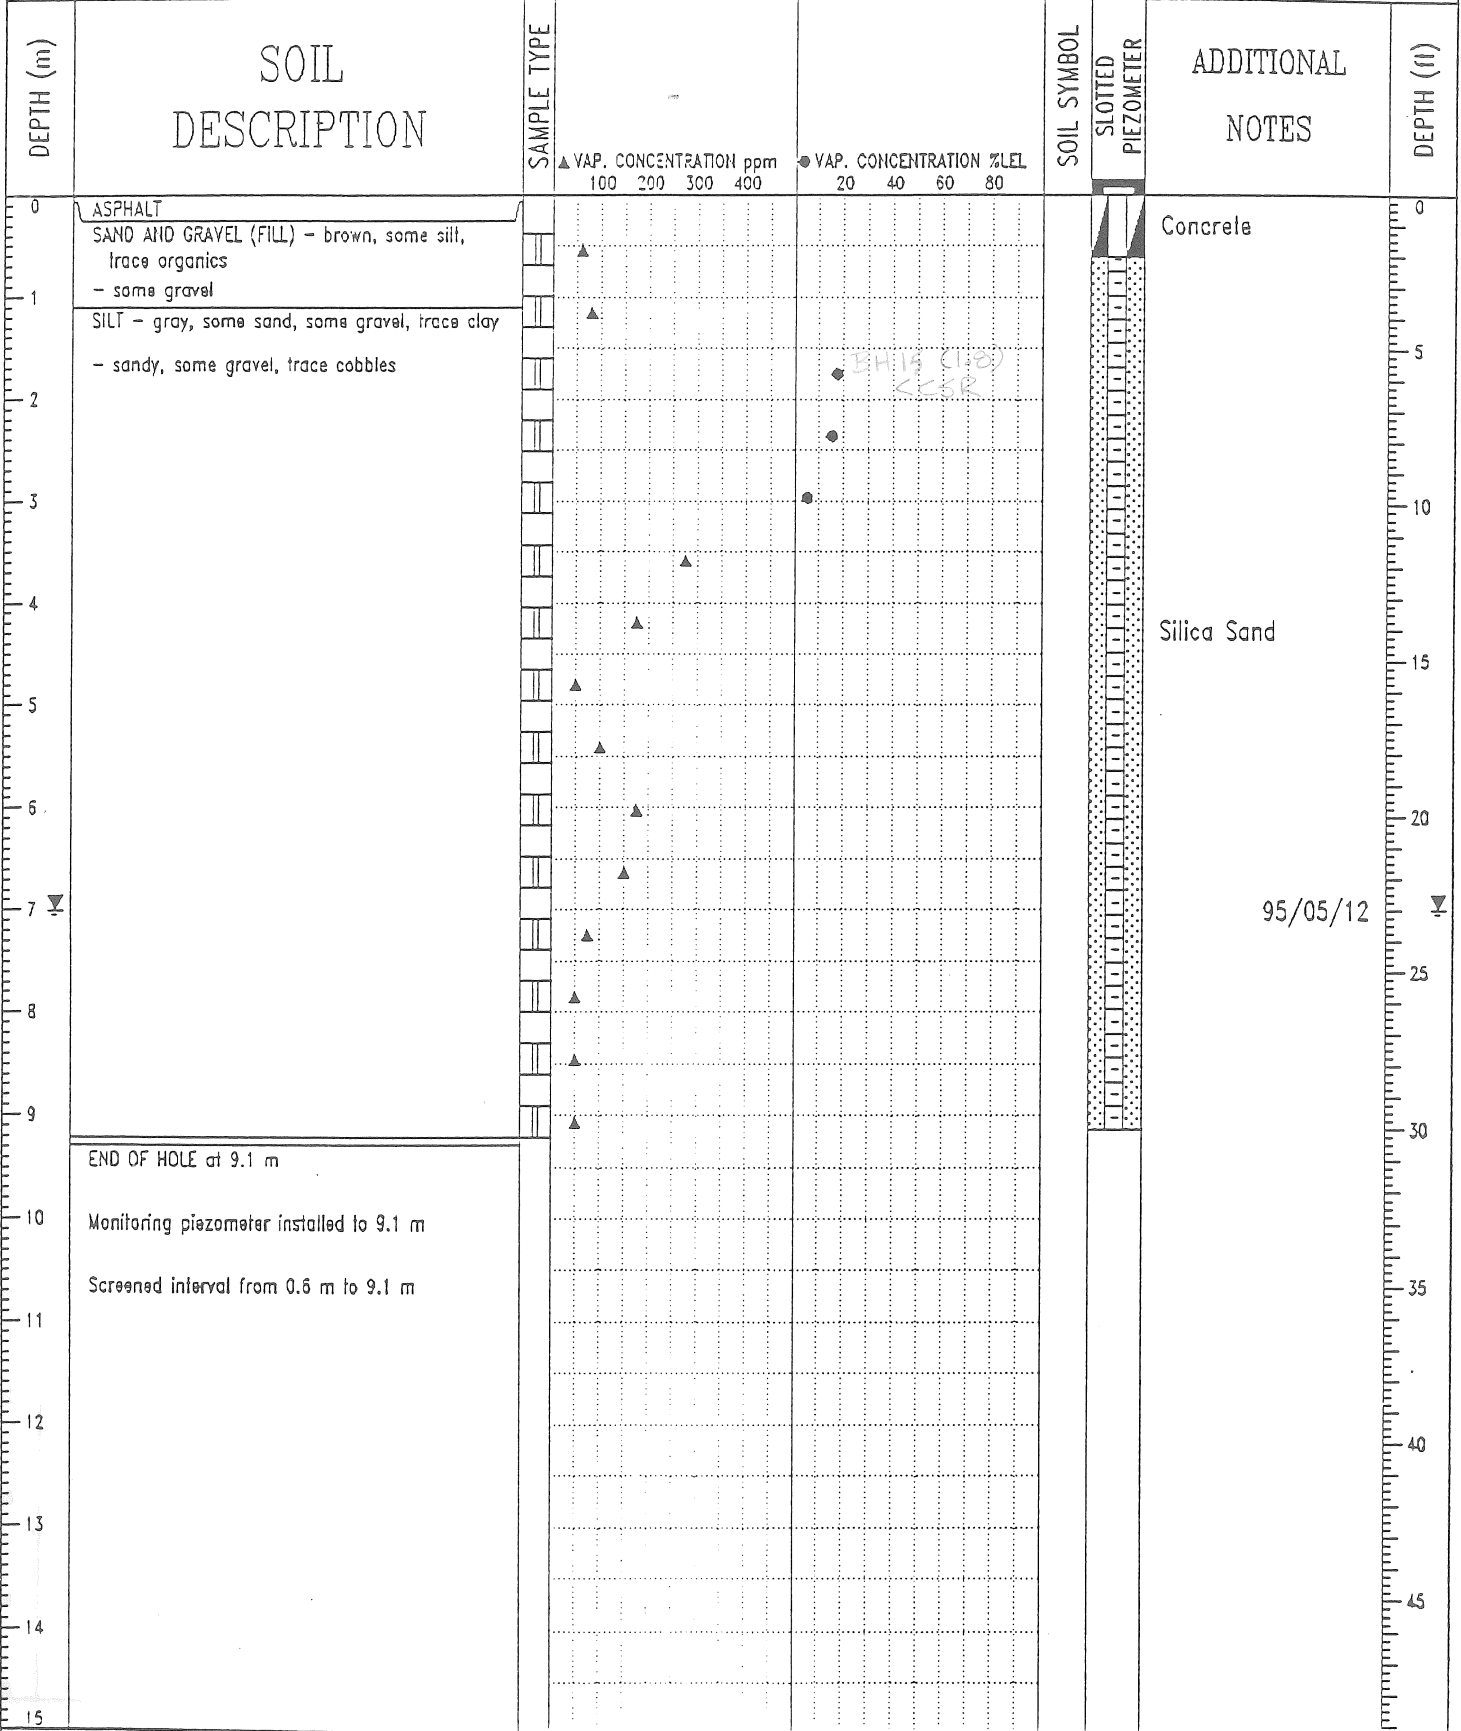 DEPTH (m)
SOIL
DESCRIPTION
SAMPLE TYPE
▲ VAP. CONCENTRATION ppm
100 200 300 400
● VAP. CONCENTRATION %LEL
20 40 60 80
SOIL SYMBOL
SLOTTED
PIEZOMETER
ADDITIONAL
NOTES
DEPTH (ft)
0
ASPHALT
SAND AND GRAVEL (FILL) - brown, some silt,
trace organics
- some gravel
1
SILT - gray, some sand, some gravel, trace clay
- sandy, some gravel, trace cobbles
2
3
4
5
6
7
8
9
END OF HOLE at 9.1 m
10
Monitoring piezometer installed to 9.1 m
Screened interval from 0.6 m to 9.1 m
11
12
13
14
15
BH15 (1.8)
<CSR
Concrete
Silica Sand
95/05/12
0
5
10
15
20
25
30
35
40
45